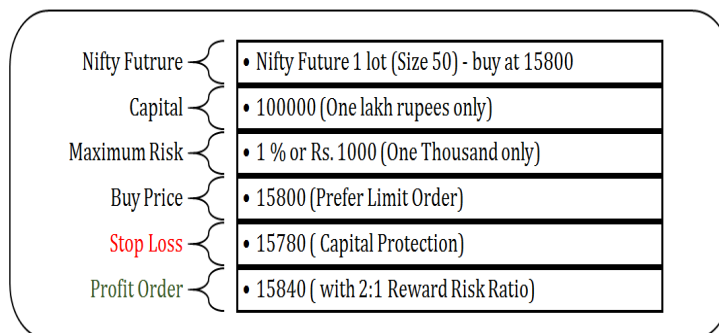 Nifty Futrure • Nifty Future 1 lot (Size 50) - buy at 15800
Capital • 100000 (One lakh rupees only)
Maximum Risk • 1 % or Rs. 1000 (One Thousand only)
Buy Price • 15800 (Prefer Limit Order)
Stop Loss • 15780 ( Capital Protection)
Profit Order • 15840 ( with 2:1 Reward Risk Ratio)